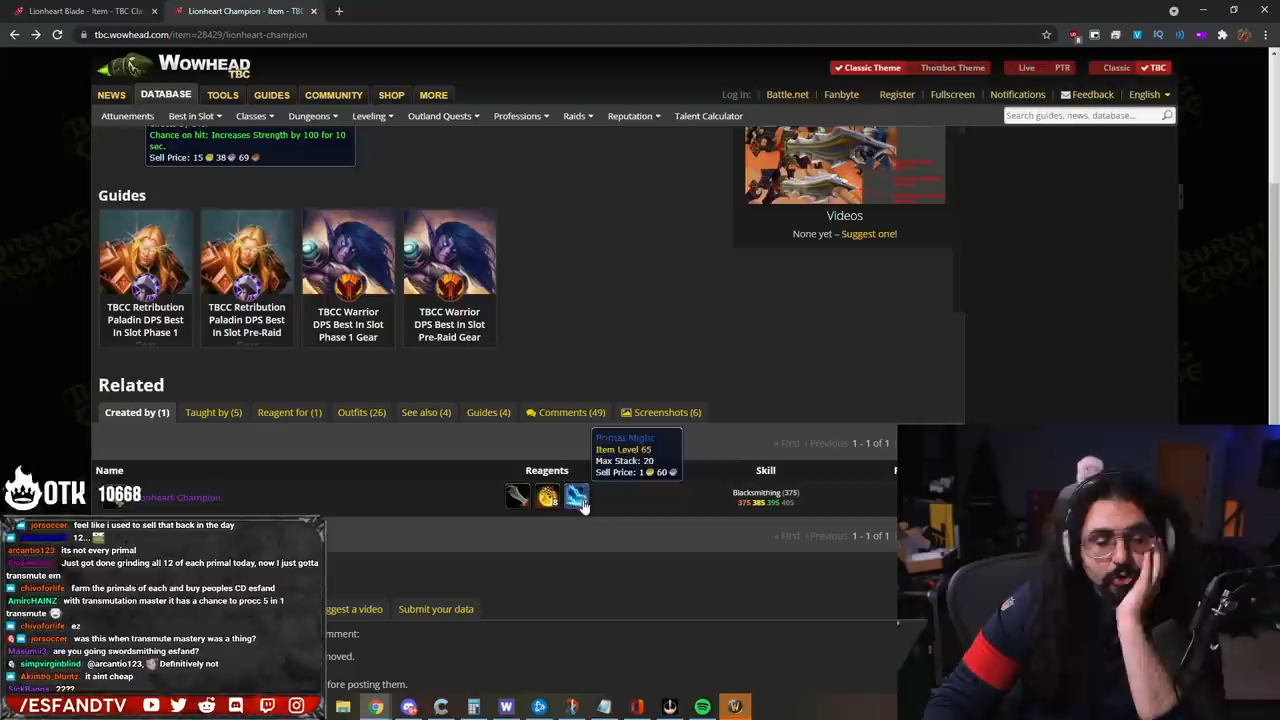 Lionheart Blade - Item - TBC Cla
Lionheart Champion - Item - TBC
tbc.wowhead.com/item=28429/lionheart-champion
WOWHEAD
TBC
Classic Theme Thottbot Theme Live PTR Classic TBC
NEWS DATABASE TOOLS GUIDES COMMUNITY SHOP MORE
Log in: Battle.net Fanbyte Register Fullscreen Notifications Feedback English
Attunements Best in Slot Classes Dungeons Leveling Outland Quests Professions Raids Reputation Talent Calculator
Search guides, news, database...
Chance on hit: Increases Strength by 100 for 10
sec.
Sell Price: 15 38 69
Videos
None yet – Suggest one!
Guides
TBCC Retribution
Paladin DPS Best
In Slot Phase 1
TBCC Retribution
Paladin DPS Best
In Slot Pre-Raid
TBCC Warrior
DPS Best In Slot
Phase 1 Gear
TBCC Warrior
DPS Best In Slot
Pre-Raid Gear
Related
Created by (1) Taught by (5) Reagent for (1) Outfits (26) See also (4) Guides (4) Comments (49) Screenshots (6)
Primal Might
Item Level 65
Max Stack: 20
Sell Price: 1 60
« First ‹ Previous 1 - 1 of 1
Name Reagents Skill
OTK 10668
8
Blacksmithing (375)
375 385 395 405
« First ‹ Previous 1 - 1 of 1
jorsoccer: feel like i used to sell that back in the day
12...
arcantio123: its not every primal
Just got done grinding all 12 of each primal today, now I just gotta
transmute em
chivoforlife: farm the primals of each and buy peoples CD esfand
AmircHAINZ: with transmutation master it has a chance to procc 5 in 1
transmute
chivoforlife: ez
jorsoccer: was this when transmute mastery was a thing?
Masumii3: are you going swordsmithing esfand?
simpvirginblind: @arcantio123, Definitively not
Akimbo_bluntz: it aint cheap
????
ggest a video Submit your data
mment:
noved.
efore posting them.
/ESFANDTV